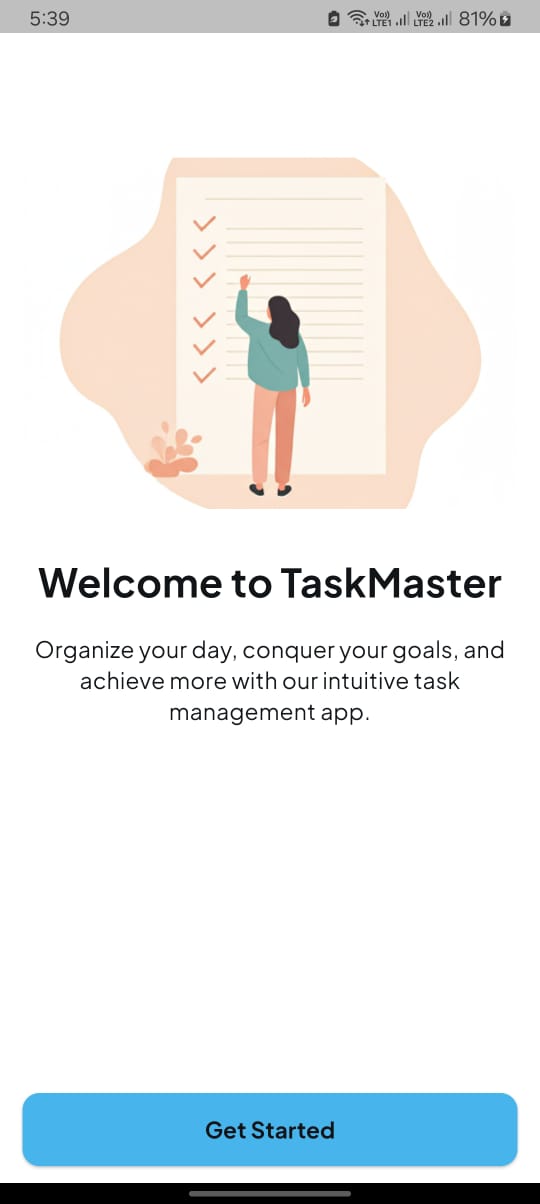 5:39 Vo)) LTE1 Vo)) LTE2 81%
Welcome to TaskMaster
Organize your day, conquer your goals, and
achieve more with our intuitive task
management app.
Get Started